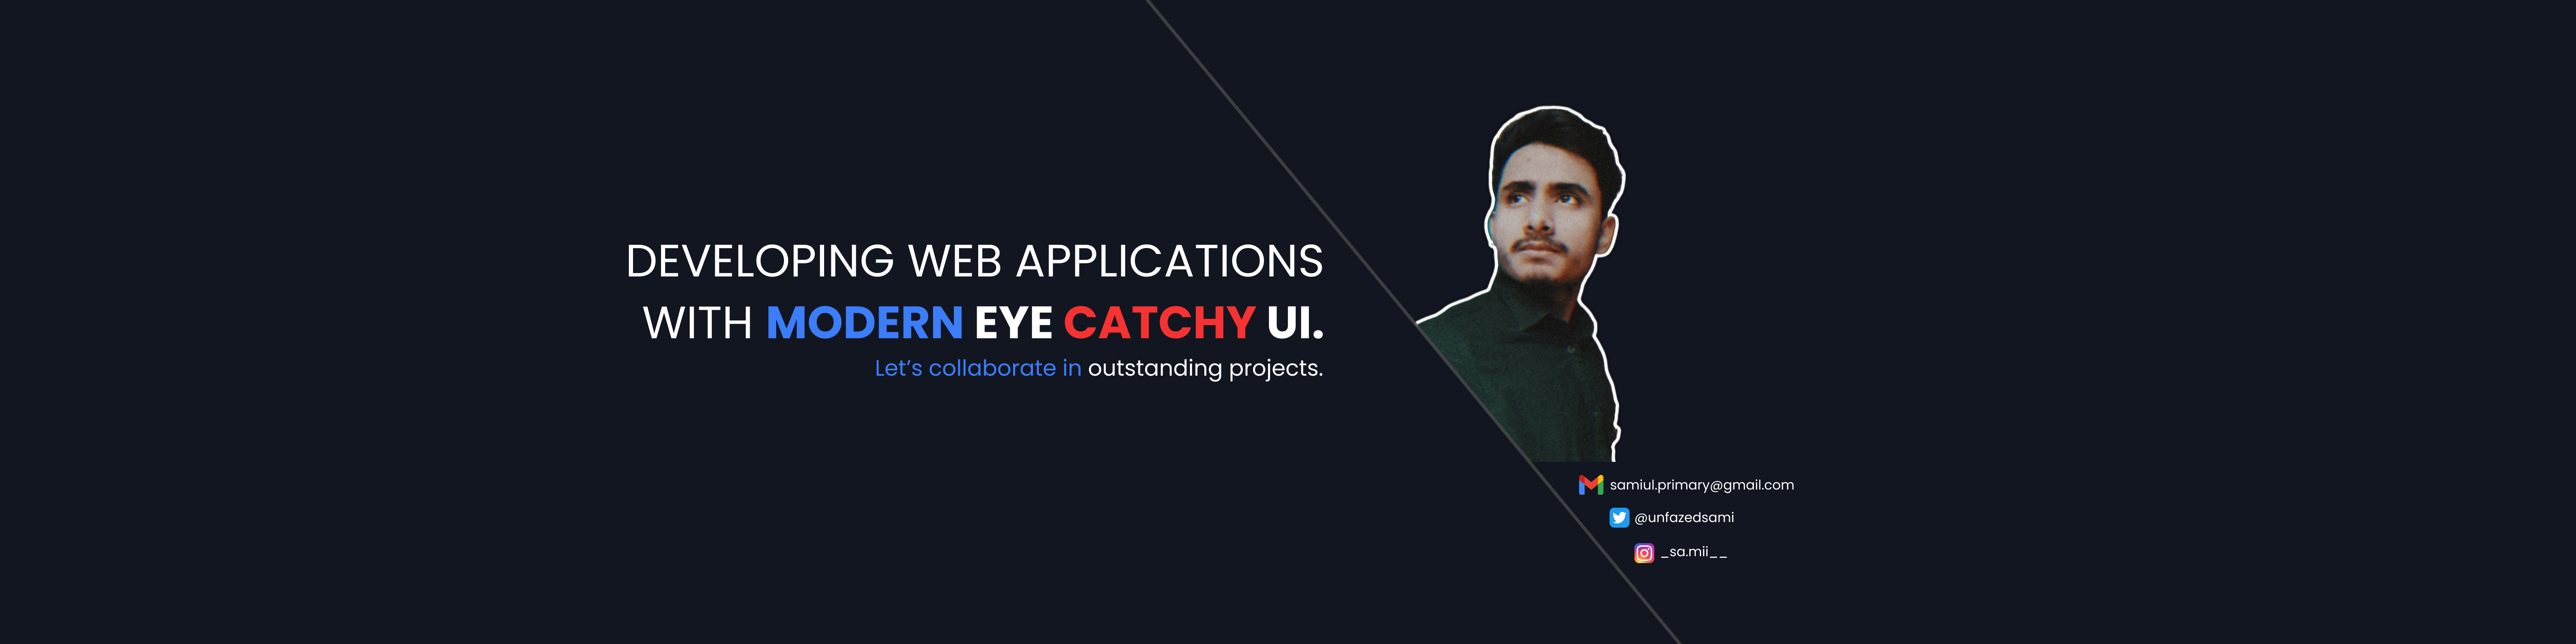 DEVELOPING WEB APPLICATIONS
WITH MODERN EYE CATCHY UI.
Let’s collaborate in outstanding projects.
samiul.primary@gmail.com
@unfazedsami
_sa.mii__